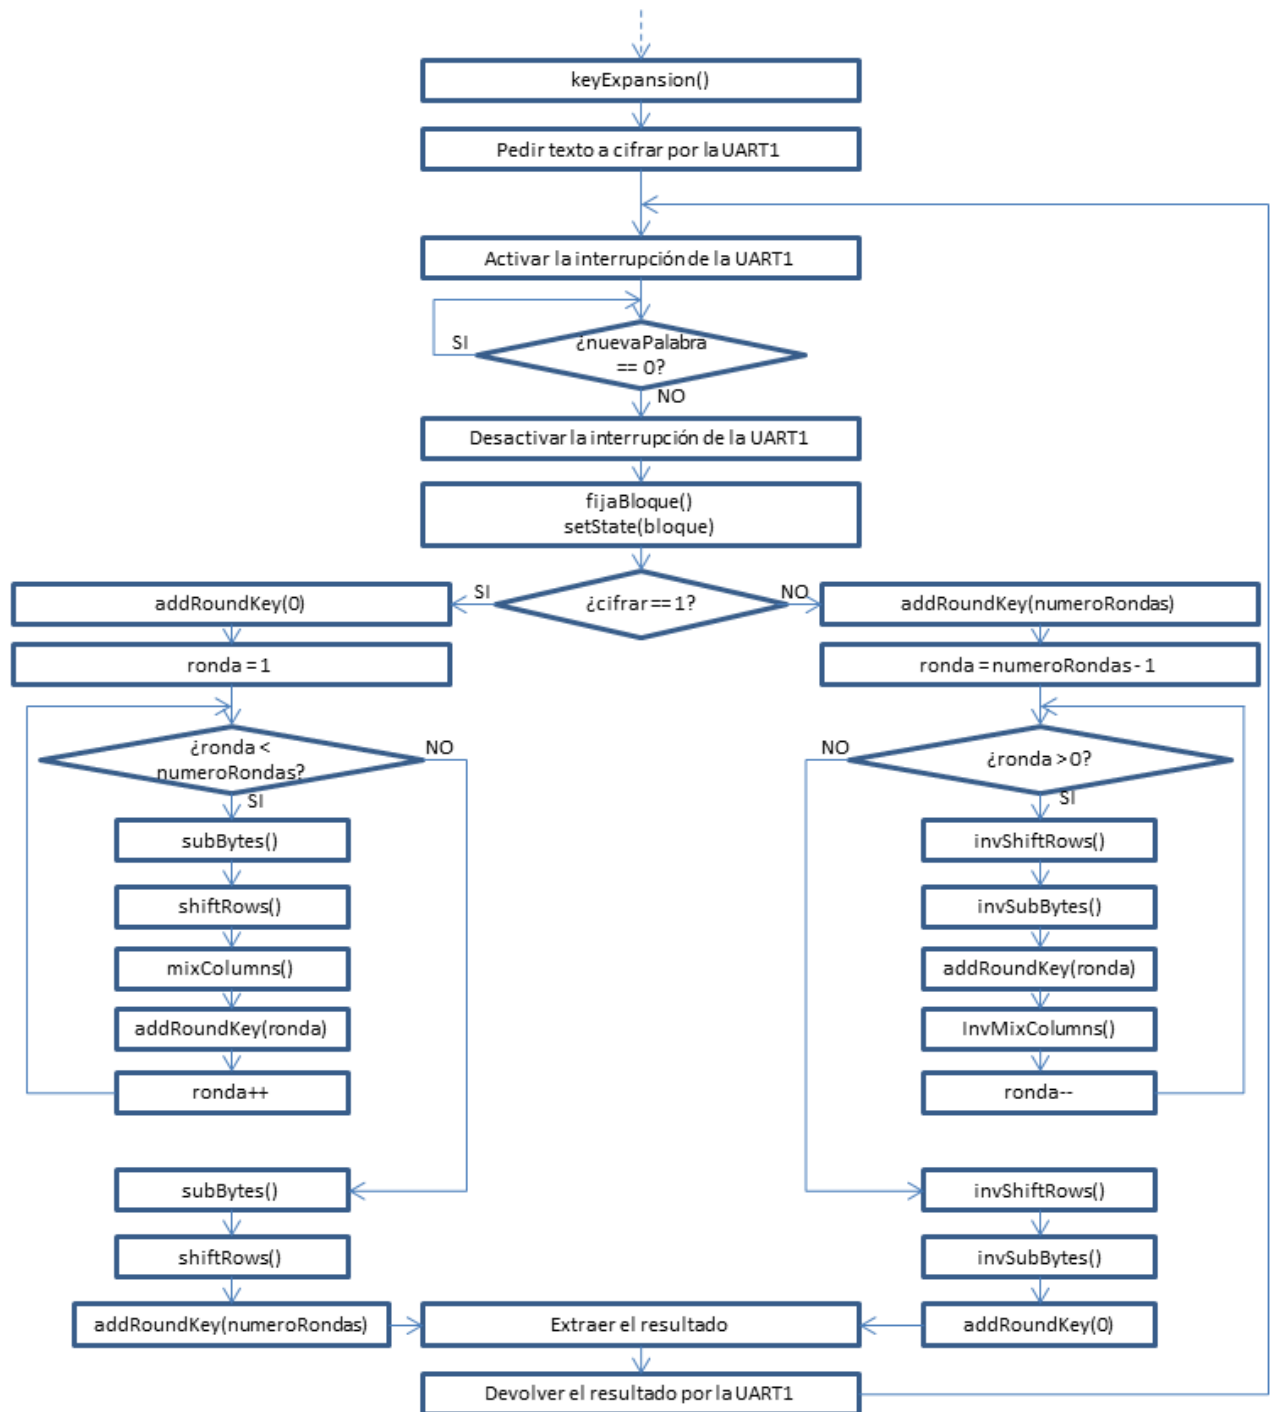 keyExpansion()
Pedir texto a cifrar por la UART1
Activar la interrupción de la UART1
SI
¿nuevaPalabra
== 0?
NO
Desactivar la interrupción de la UART1
fijaBloque()
setState(bloque)
addRoundKey(0)
SI
¿cifrar == 1?
NO
addRoundKey(numeroRondas)
ronda = 1
ronda = numeroRondas - 1
¿ronda <
numeroRondas?
NO
SI
NO
¿ronda > 0?
SI
subBytes()
invShiftRows()
shiftRows()
invSubBytes()
mixColumns()
addRoundKey(ronda)
addRoundKey(ronda)
InvMixColumns()
ronda++
ronda--
subBytes()
invShiftRows()
shiftRows()
invSubBytes()
addRoundKey(numeroRondas)
Extraer el resultado
addRoundKey(0)
Devolver el resultado por la UART1